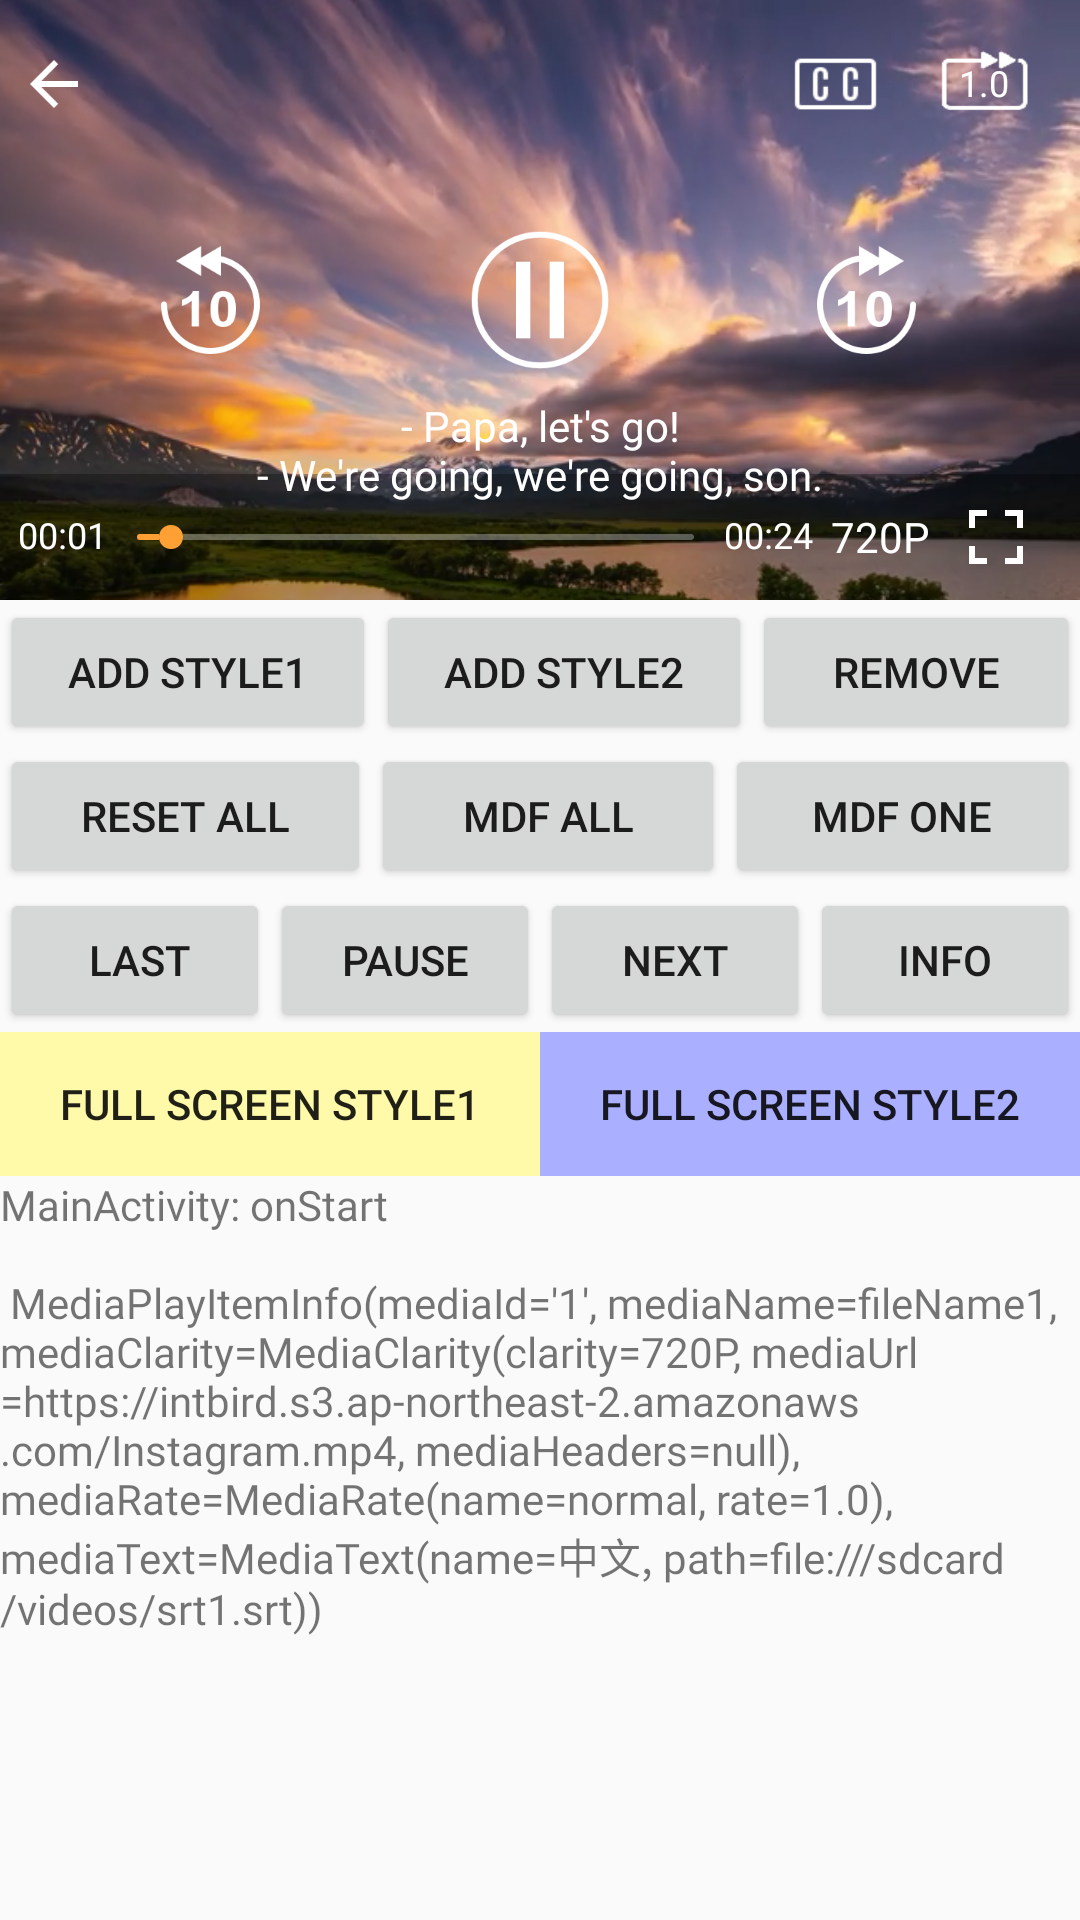 CC
1.0
10
10
- Papa, let's go!
- We're going, we're going, son.
00:01
00:24
720P
ADD STYLE1
ADD STYLE2
REMOVE
RESET ALL
MDF ALL
MDF ONE
LAST
PAUSE
NEXT
INFO
FULL SCREEN STYLE1
FULL SCREEN STYLE2
MainActivity: onStart
MediaPlayItemInfo(mediaId='1', mediaName=fileName1,
mediaClarity=MediaClarity(clarity=720P, mediaUrl
=https://intbird.s3.ap-northeast-2.amazonaws
.com/Instagram.mp4, mediaHeaders=null),
mediaRate=MediaRate(name=normal, rate=1.0),
mediaText=MediaText(name=中文, path=file:///sdcard
/videos/srt1.srt))